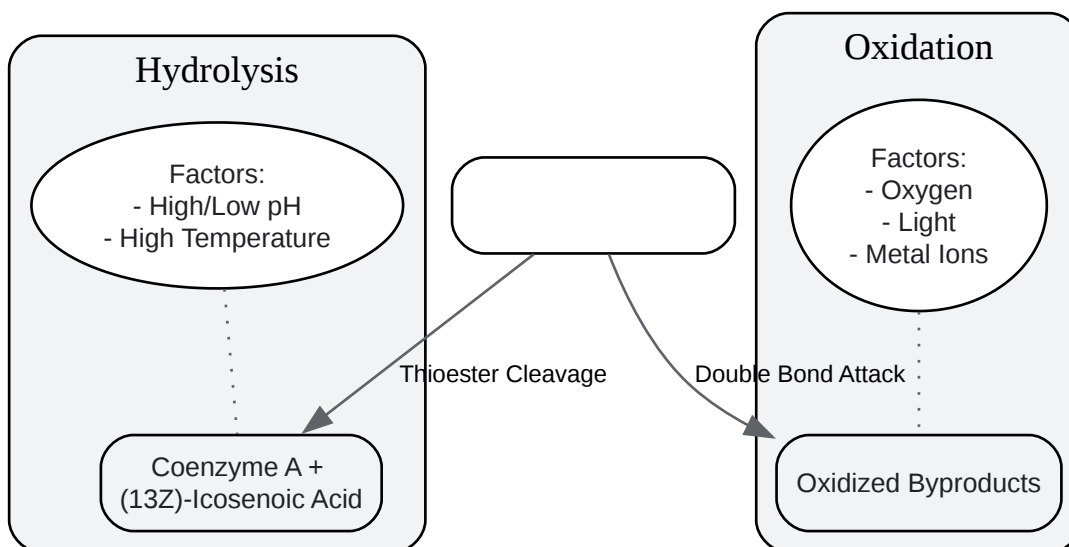 Hydrolysis
Factors:
- High/Low pH
- High Temperature
Thioester Cleavage
Coenzyme A +
(13Z)-Icosenoic Acid
Oxidation
Factors:
- Oxygen
- Light
- Metal Ions
Double Bond Attack
Oxidized Byproducts